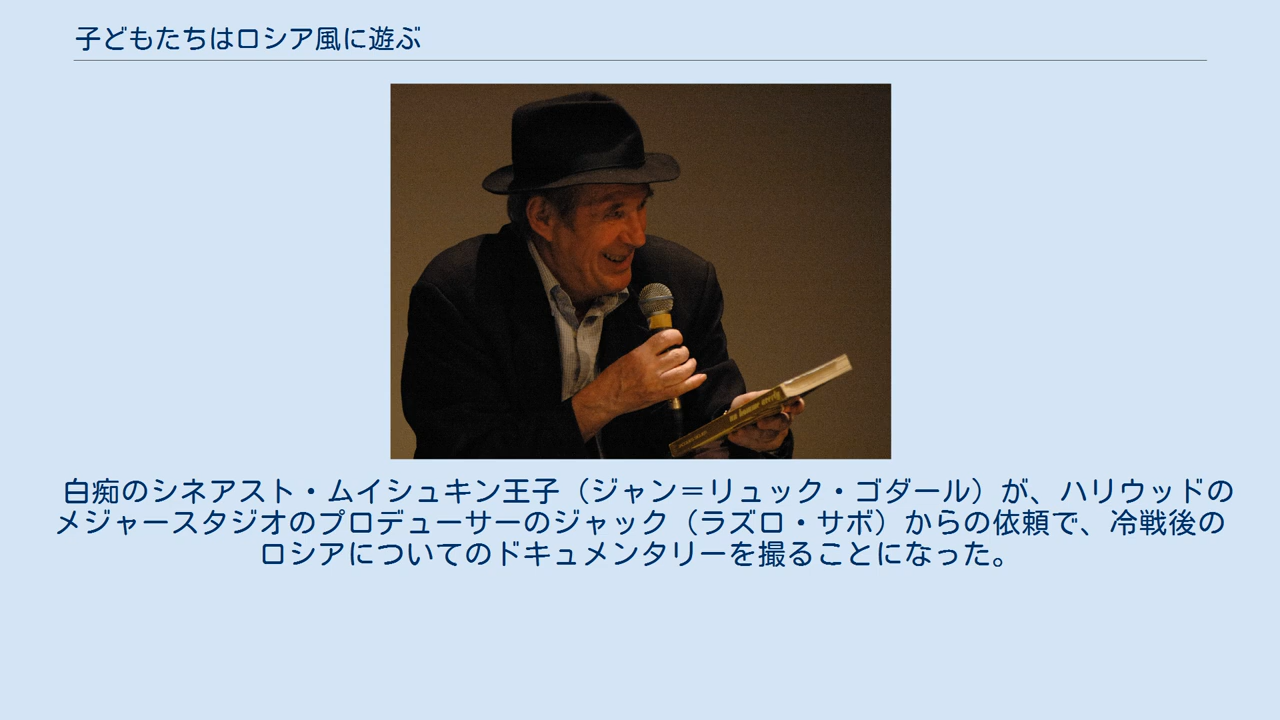 子どもたちはロシア風に遊ぶ
白痴のシネアスト・ムイシュキン王子（ジャン＝リュック・ゴダール）が、ハリウッドの
メジャースタジオのプロデューサーのジャック（ラズロ・サボ）からの依頼で、冷戦後の
ロシアについてのドキュメンタリーを撮ることになった。